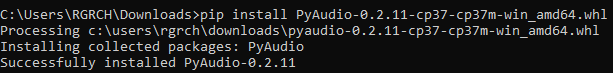 C:\Users\RGRCH\Downloads>pip install PyAudio-0.2.11-cp37-cp37m-win_amd64.whl
Processing c:\users\rgrch\downloads\pyaudio-0.2.11-cp37-cp37m-win_amd64.whl
Installing collected packages: PyAudio
Successfully installed PyAudio-0.2.11